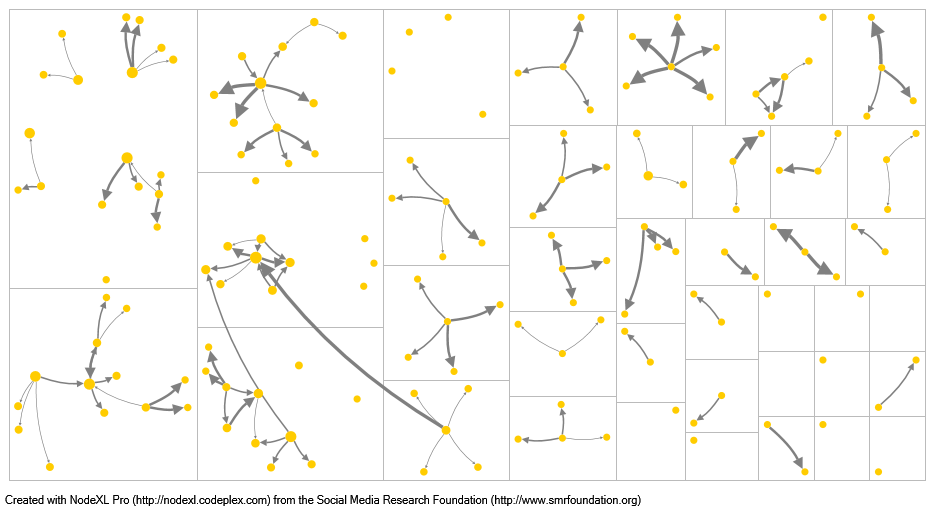 Created with NodeXL Pro (http://nodexl.codeplex.com) from the Social Media Research Foundation (http://www.smrfoundation.org)